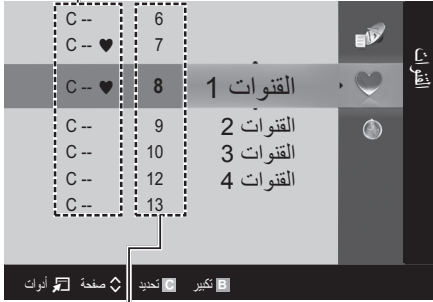 القنوات
C -- 6
C -- ♥ 7
C -- ♥ 8 القنوات 1
C -- 9 القنوات 2
C -- 10 القنوات 3
C -- 12 القنوات 4
C -- 13
B تكبير C تحديد صفحة أدوات